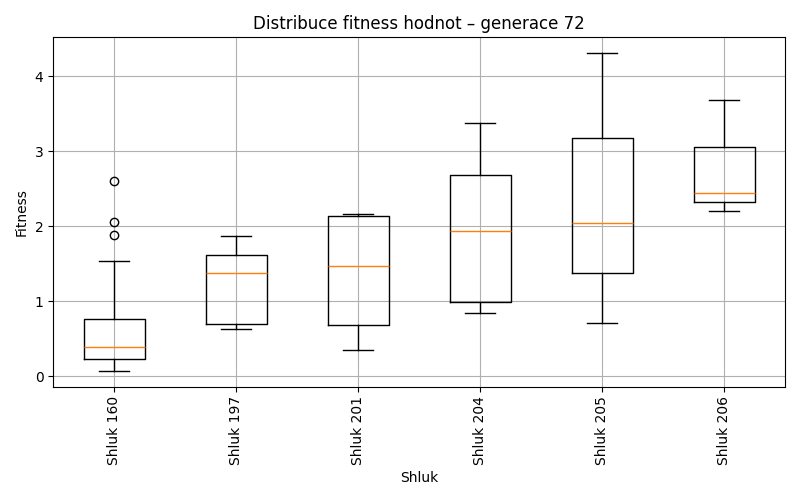 Distribuce fitness hodnot – generace 72
Fitness
4
3
2
1
0
Shluk 160
Shluk 197
Shluk 201
Shluk 204
Shluk 205
Shluk 206
Shluk